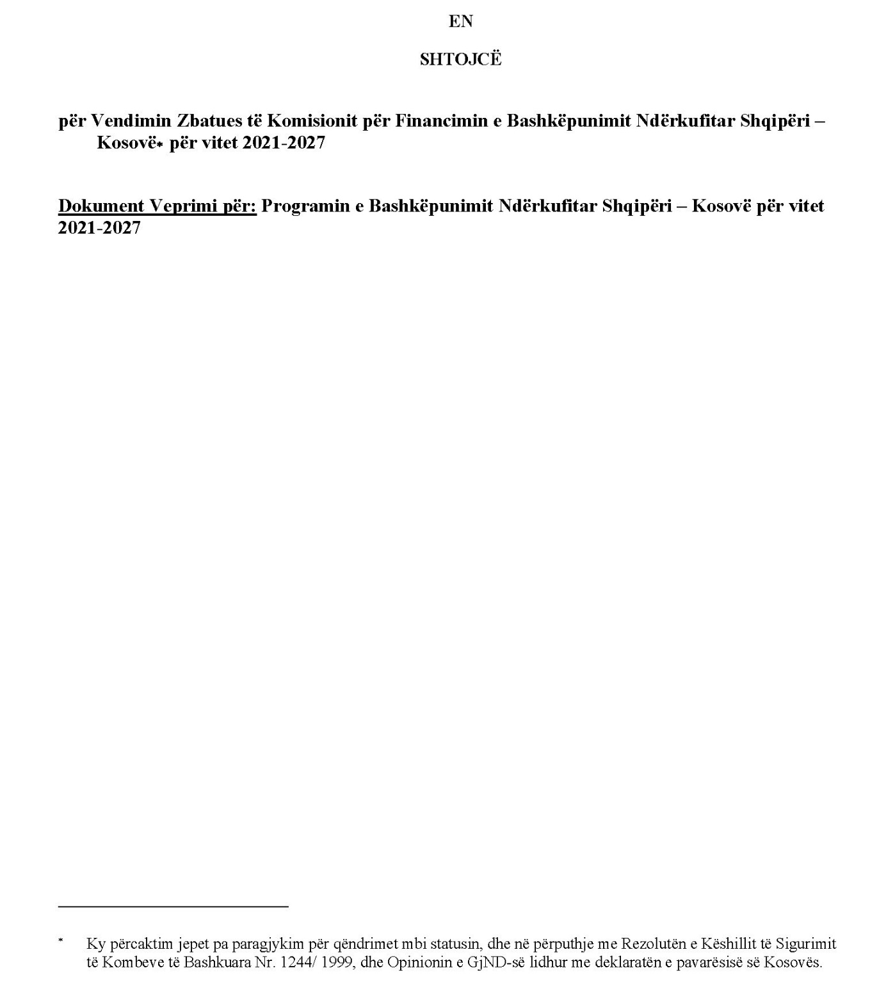 EN
SHTOJCË
për Vendimin Zbatues të Komisionit për Financimin e Bashkëpunimit Ndërkufitar Shqipëri –
Kosovë* për vitet 2021-2027
Dokument Veprimi për: Programin e Bashkëpunimit Ndërkufitar Shqipëri – Kosovë për vitet
2021-2027
* Ky përcaktim jepet pa paragjykim për qëndrimet mbi statusin, dhe në përputhje me Rezolutën e Këshillit të Sigurimit
të Kombeve të Bashkuara Nr. 1244/ 1999, dhe Opinionin e GjND-së lidhur me deklaratën e pavarësisë së Kosovës.